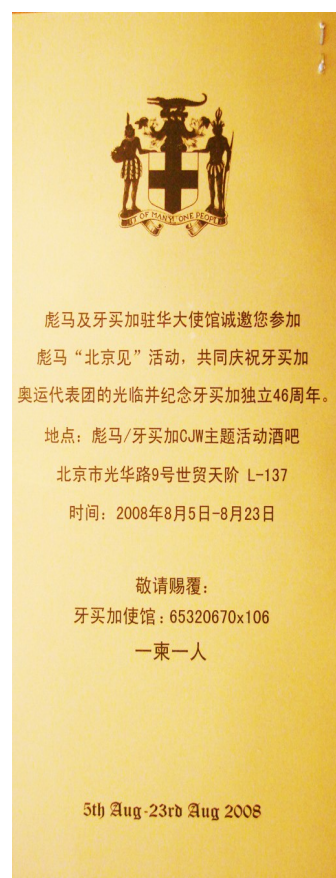 OUT OF MANY, ONE PEOPLE
彪马及牙买加驻华大使馆诚邀您参加
彪马“北京见”活动，共同庆祝牙买加
奥运代表团的光临并纪念牙买加独立46周年。
地点：彪马/牙买加CJW主题活动酒吧
北京市光华路9号世贸天阶 L-137
时间：2008年8月5日-8月23日
敬请赐覆：
牙买加使馆：65320670x106
一柬一人
5th Aug-23rd Aug 2008